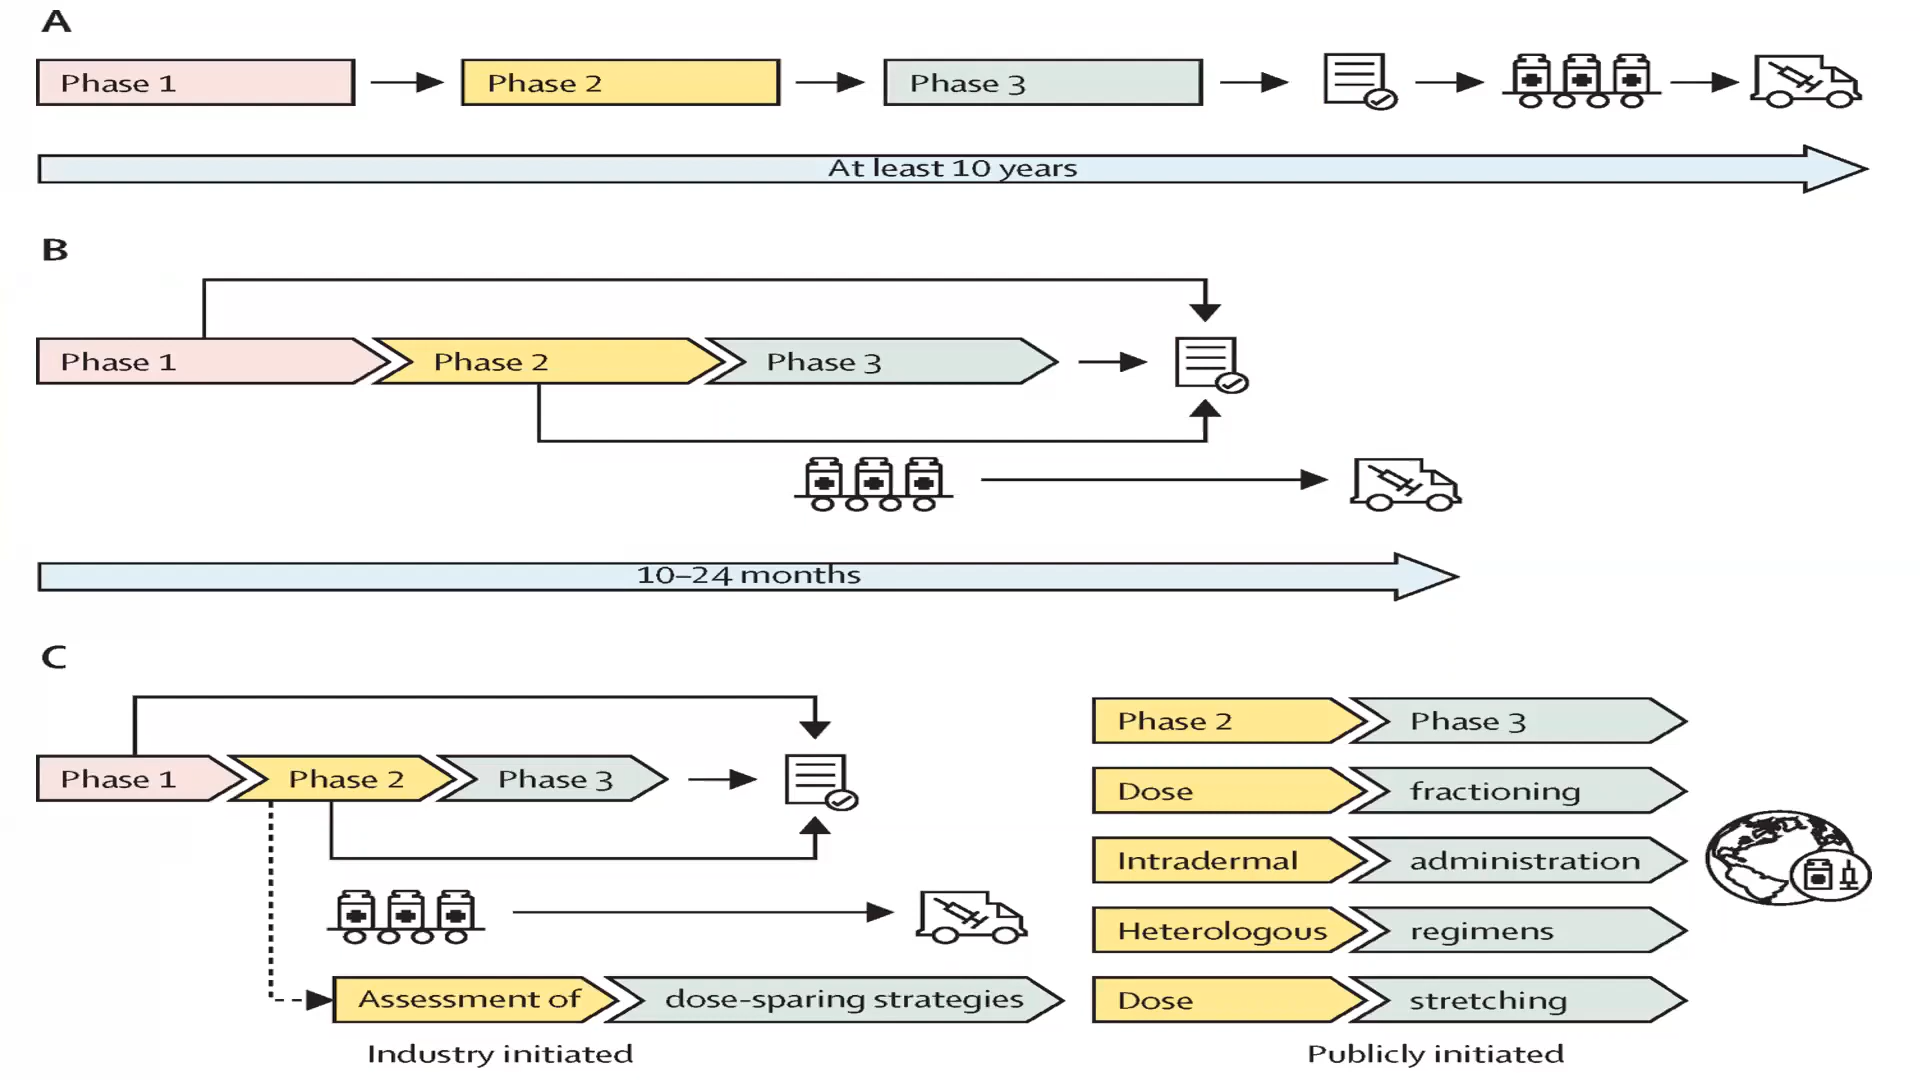 A
Phase 1
Phase 2
Phase 3
At least 10 years
B
Phase 1
Phase 2
Phase 3
10–24 months
C
Phase 1
Phase 2
Phase 3
Assessment of
dose-sparing strategies
Industry initiated
Phase 2
Phase 3
Dose
fractioning
Intradermal
administration
Heterologous
regimens
Dose
stretching
Publicly initiated